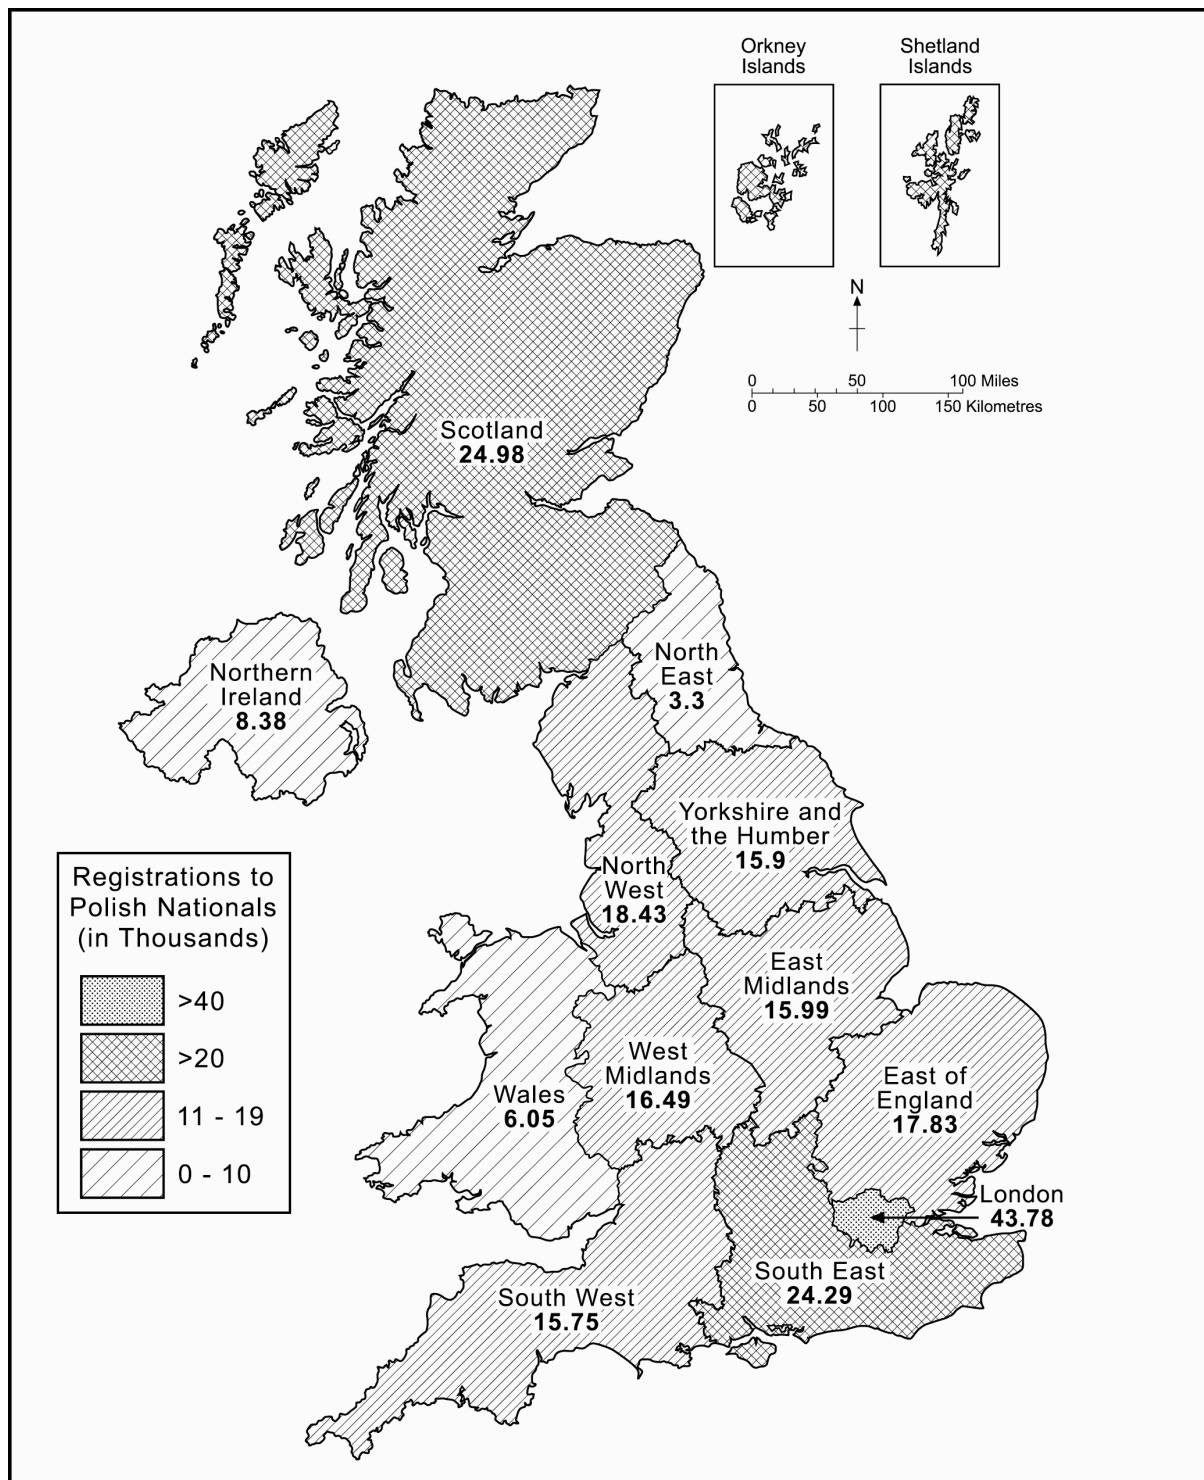 Orkney
Islands
Shetland
Islands
N
0 50 100 Miles
0 50 100 150 Kilometres
Scotland
24.98
Northern
Ireland
8.38
North
East
3.3
Yorkshire and
the Humber
15.9
North
West
18.43
East
Midlands
15.99
West
Midlands
16.49
Wales
6.05
East of
England
17.83
London
43.78
South East
24.29
South West
15.75
Registrations to
Polish Nationals
(in Thousands)
>40
>20
11 - 19
0 - 10